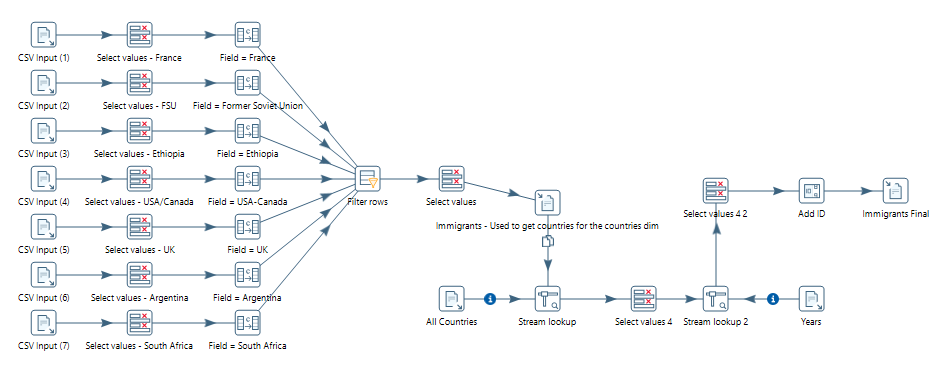 CSV Input (1) Select values - France Field = France
CSV Input (2) Select values - FSU Field = Former Soviet Union
CSV Input (3) Select values - Ethiopia Field = Ethiopia
CSV Input (4) Select values - USA/Canada Field = USA-Canada Filter rows Select values Select values 4 2 Add ID Immigrants Final
Immigrants - Used to get countries for the countries dim
CSV Input (5) Select values - UK Field = UK
CSV Input (6) Select values - Argentina Field = Argentina
All Countries Stream lookup Select values 4 Stream lookup 2 Years
CSV Input (7) Select values - South Africa Field = South Africa